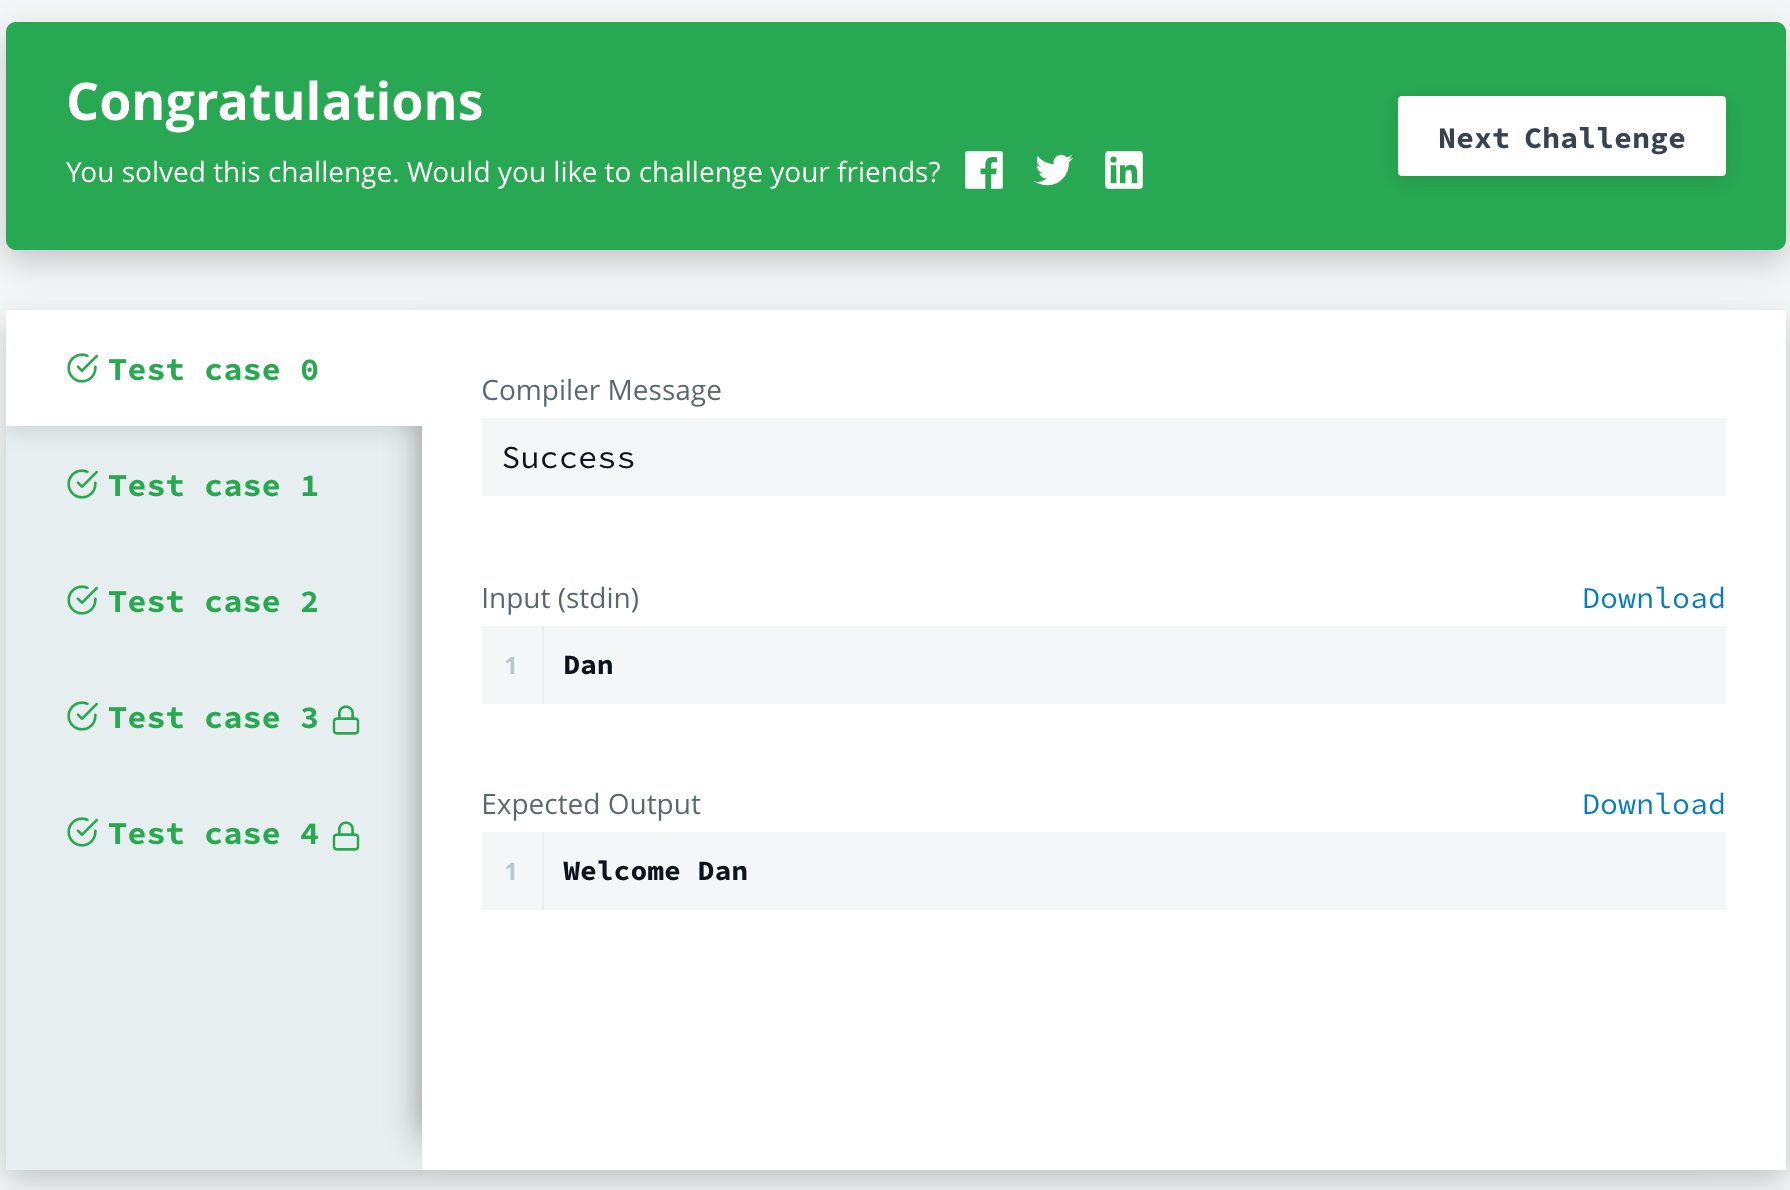 Congratulations
You solved this challenge. Would you like to challenge your friends?
Next Challenge
Test case 0
Test case 1
Test case 2
Test case 3
Test case 4
Compiler Message
Success
Input (stdin)
Download
1 Dan
Expected Output
Download
1 Welcome Dan